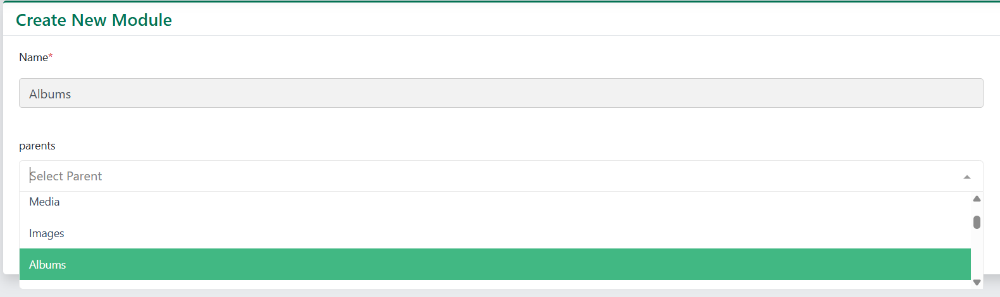 Create New Module
Name*
Albums
parents
Select Parent
Media
Images
Albums